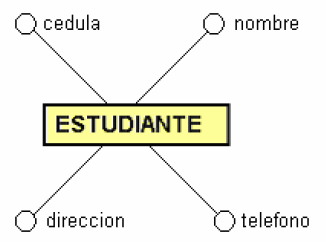 cedula
nombre
ESTUDIANTE
direccion
telefono